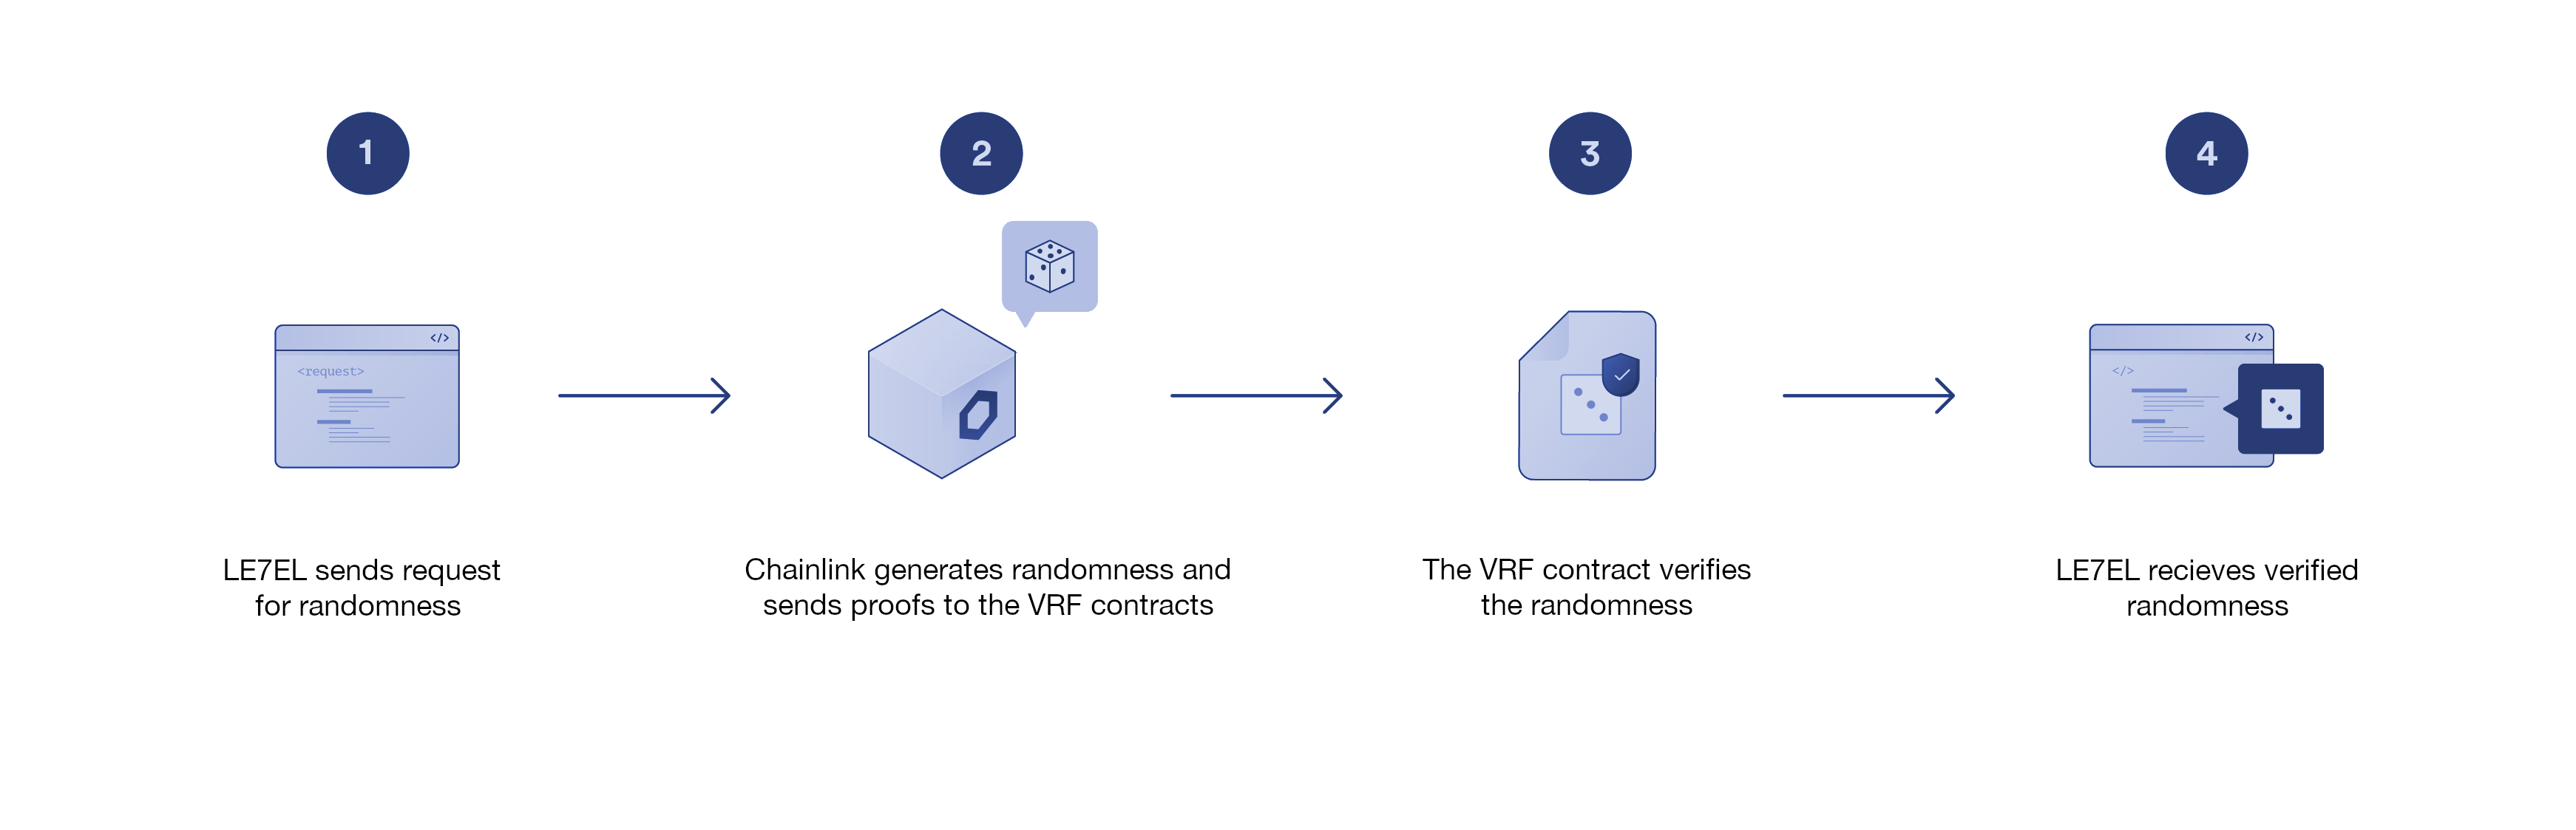 1
2
3
4
</>
<request>
</>
</>
LE7EL sends request
for randomness
Chainlink generates randomness and
sends proofs to the VRF contracts
The VRF contract verifies
the randomness
LE7EL recieves verified
randomness